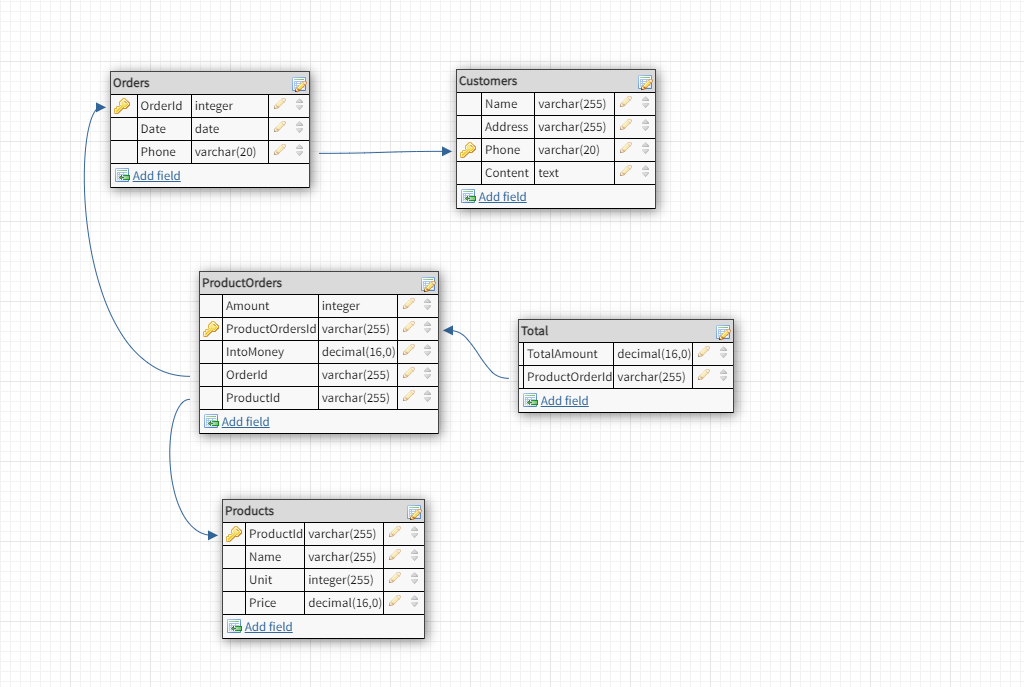 Orders
OrderId integer
Date date
Phone varchar(20)
Add field
Customers
Name varchar(255)
Address varchar(255)
Phone varchar(20)
Content text
Add field
ProductOrders
Amount integer
ProductOrdersId varchar(255)
IntoMoney decimal(16,0)
OrderId varchar(255)
ProductId varchar(255)
Add field
Total
TotalAmount decimal(16,0)
ProductOrderId varchar(255)
Add field
Products
ProductId varchar(255)
Name varchar(255)
Unit integer(255)
Price decimal(16,0)
Add field